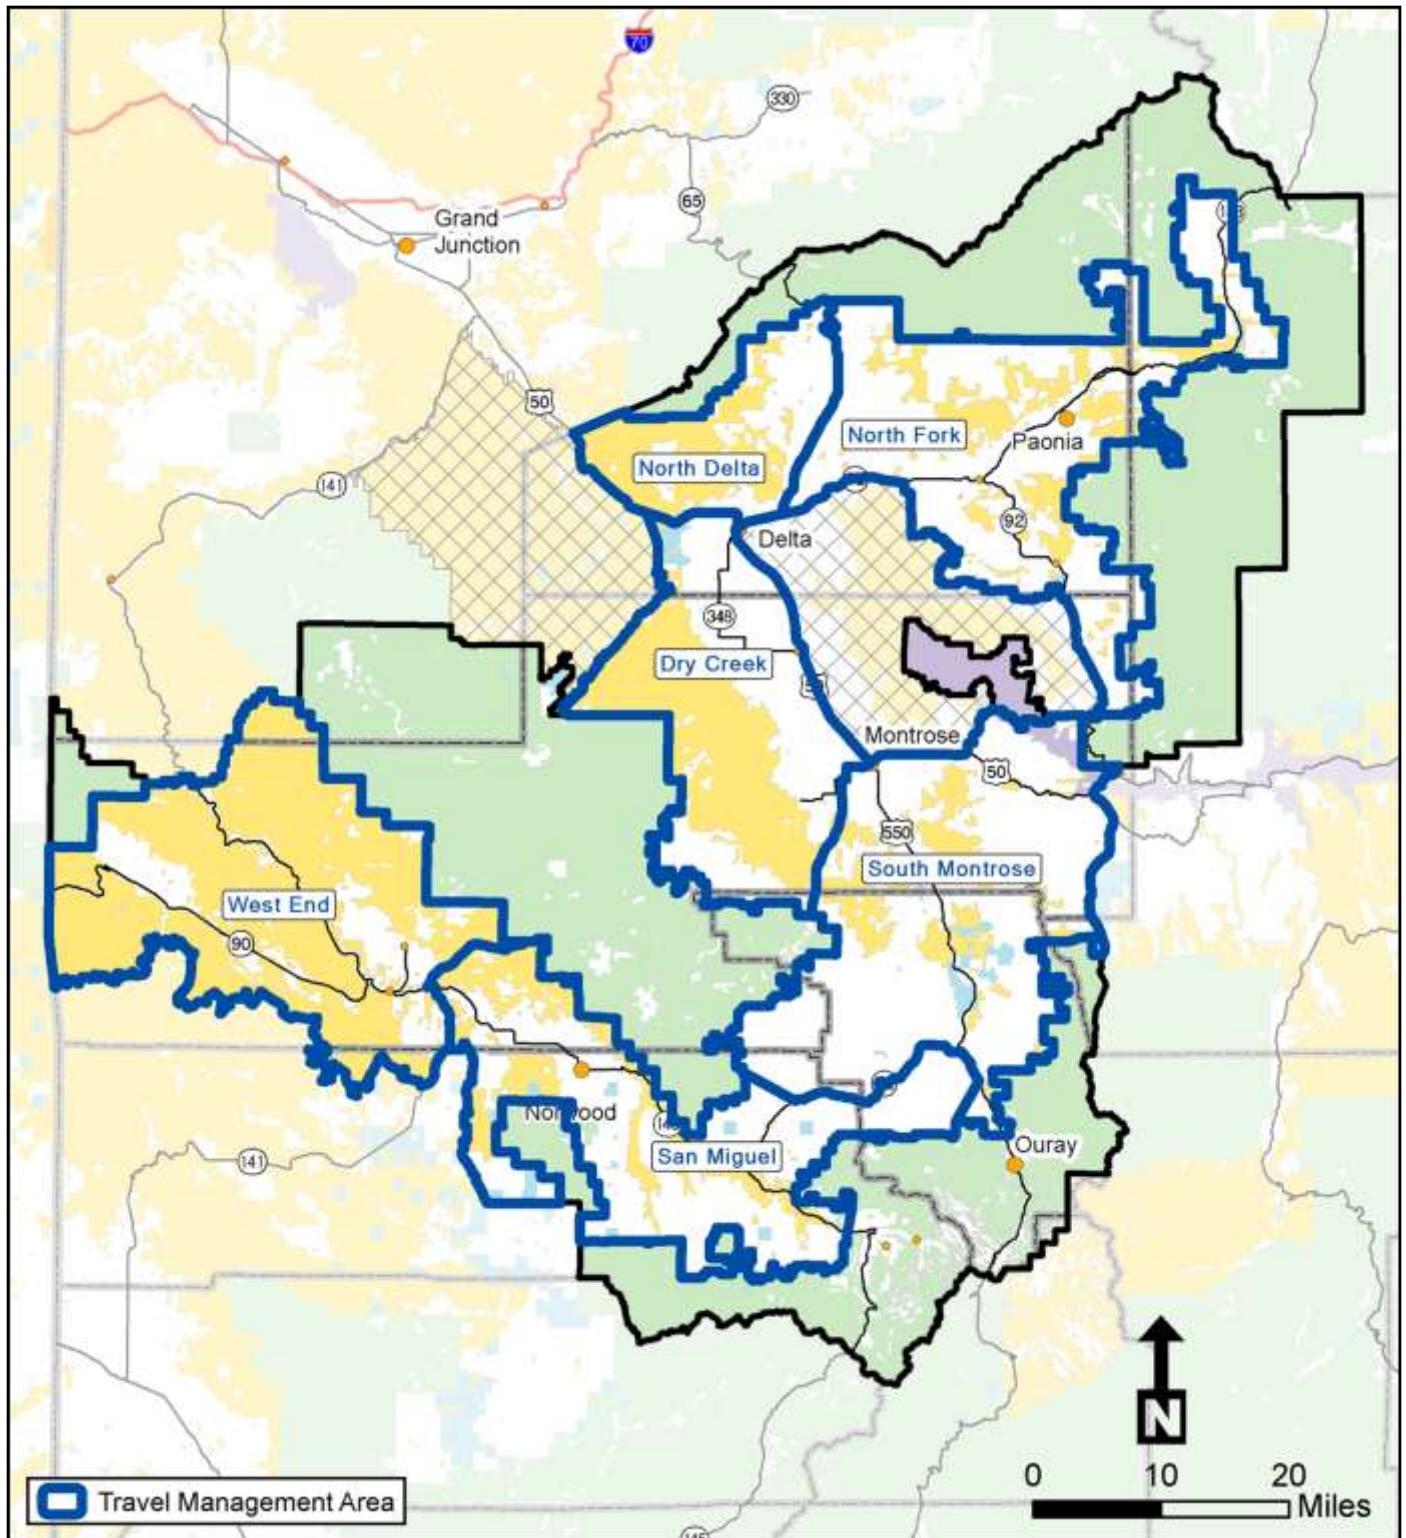 70
330
65
Grand
Junction
50
North Fork
Paonia
North Delta
141
92
Delta
348
Dry Creek
Montrose
50
550
South Montrose
West End
90
Norwood
San Miguel
Ouray
141
N
0 10 20
Miles
Travel Management Area